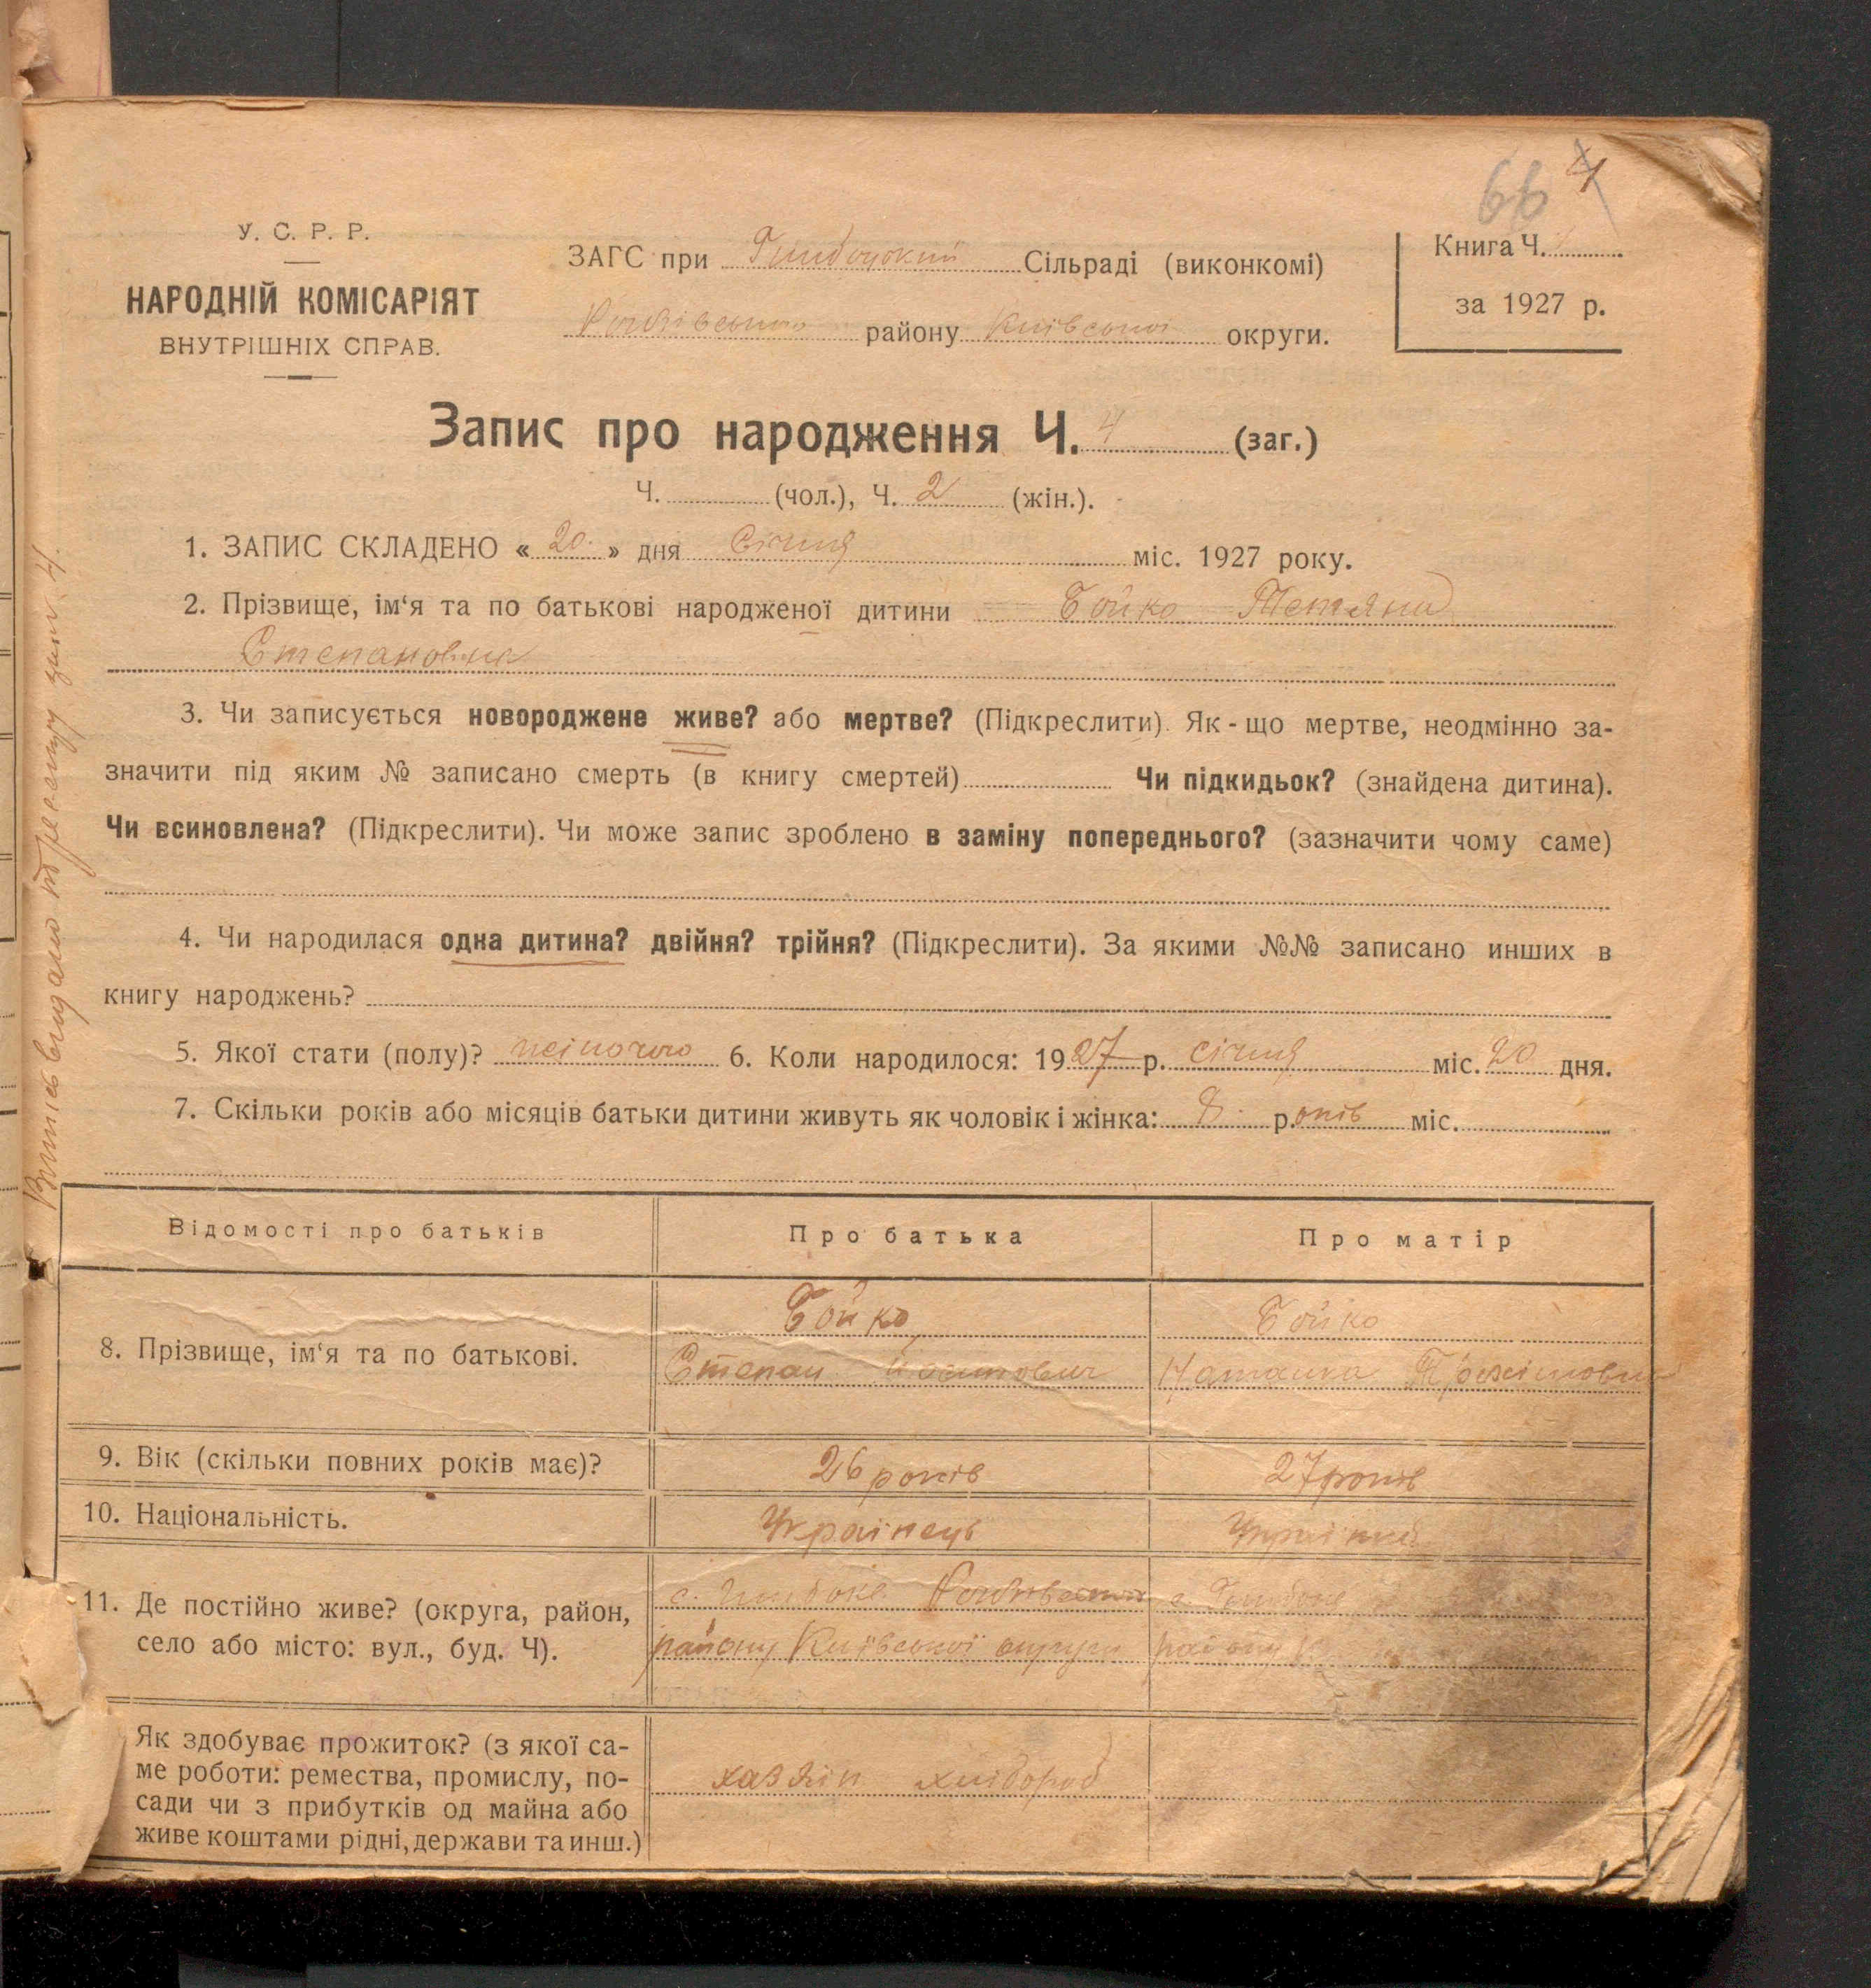 66 4
У. С. Р. Р.
НАРОДНІЙ КОМІСАРІЯТ
ВНУТРІШНІХ СПРАВ.
ЗАГС при Глибоцькій Сільраді (виконкомі)
району Київської округи.
Книга Ч.
за 1927 р.
Запис про народження Ч. 4 (заг.)
Ч. (чол.), Ч. 2 (жін.).
1. ЗАПИС СКЛАДЕНО « 20 » дня Січня міс. 1927 року.
2. Прізвище, ім‘я та по батькові народженої дитини Бойко Тетяна
Степановна
3. Чи записується новороджене живе? або мертве? (Підкреслити). Як-що мертве, неодмінно за-
значити під яким № записано смерть (в книгу смертей) Чи підкидьок? (знайдена дитина).
Чи всиновлена? (Підкреслити). Чи може запис зроблено в заміну попереднього? (зазначити чому саме)
4. Чи народилася одна дитина? двійня? трійня? (Підкреслити). За якими №№ записано инших в
книгу народжень?
5. Якої стати (полу)? жіночого 6. Коли народилося: 1927 р. січня міс. 20 дня.
7. Скільки років або місяців батьки дитини живуть як чоловік і жінка: 8 років міс.
Відомості про батьків Про батька Про матір
8. Прізвище, ім‘я та по батькові.
Бойко
Степан
Бойко
9. Вік (скільки повних років має)? 26 років 27 років
10. Національність. Українець Українка
11. Де постійно живе? (округа, район,
село або місто: вул., буд. Ч).
с. Глибоке
району Київської округи
с. Глибоке
району
Як здобуває прожиток? (з якої са-
ме роботи: ремества, промислу, по-
сади чи з прибутків од майна або
живе коштами рідні, держави та инш.)
хазяїн хлібороб